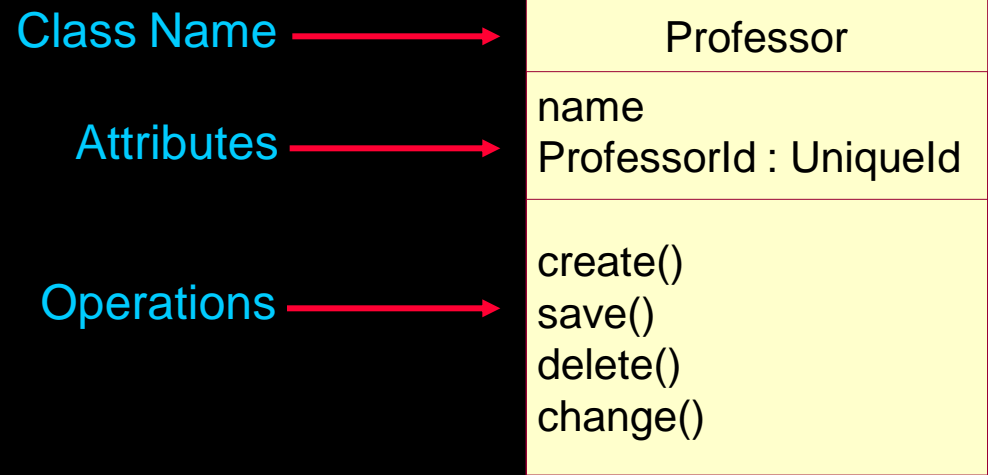 Class Name
Professor
Attributes
name
ProfessorId : UniqueId
Operations
create()
save()
delete()
change()